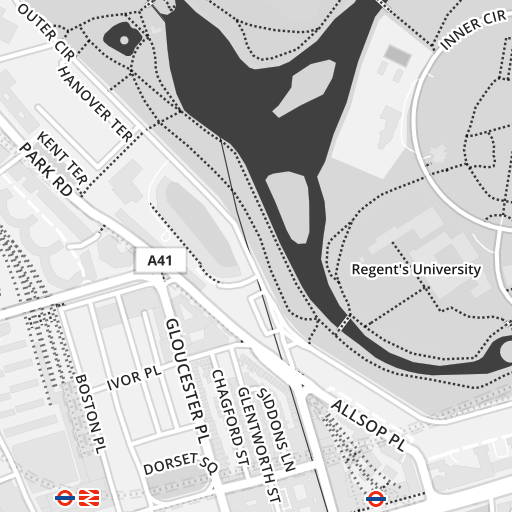 OUTER CIR
INNER CIR
HANOVER TER
KENT TER
PARK RD
A41
Regent's University
GLOUCESTER PL
IVOR PL
BOSTON PL
CHAGFORD ST
GLENTWORTH ST
SIDDONS LN
ALLSOP PL
DORSET SQ